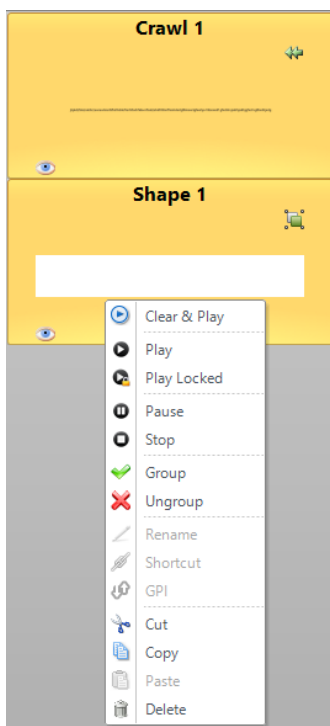 Crawl 1
Shape 1
Clear & Play
Play
Play Locked
Pause
Stop
Group
Ungroup
Rename
Shortcut
GPI
Cut
Copy
Paste
Delete